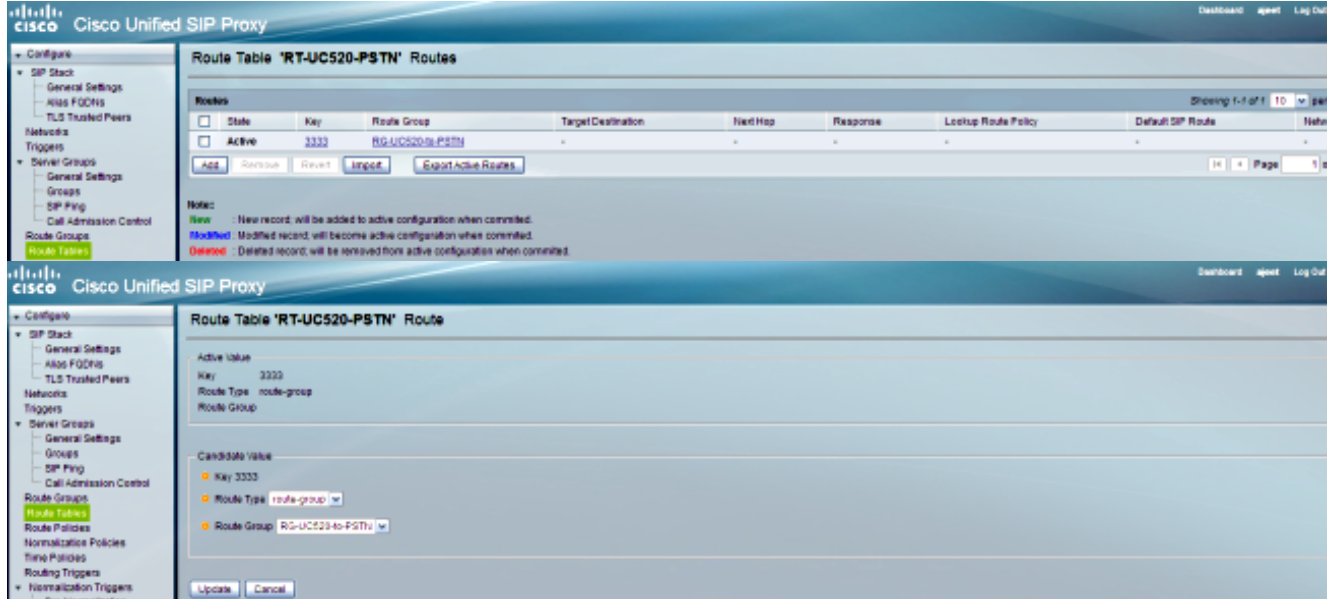 Dashboard ajeet Log Out
CISCO Cisco Unified SIP Proxy
Configure
SIP Stack
General Settings
Alias FQDNs
TLS Trusted Peers
Networks
Triggers
Server Groups
General Settings
Groups
SIP Ping
Call Admission Control
Route Groups
Route Tables
Route Table 'RT-UC520-PSTN' Routes
Routes Showing 1-1 of 1 10 per
State Key Route Group Target Destination Next Hop Response Lookup Route Policy Default SIP Route Netw
Active 3333 RG-UC520-to-PSTN - - - - - -
Add Remove Revert Import Export Active Routes Page 1
Note:
New : New record; will be added to active configuration when commited.
Modified : Modified record; will become active configuration when commited.
Deleted : Deleted record; will be removed from active configuration when commited.
Dashboard ajeet Log Out
CISCO Cisco Unified SIP Proxy
Configure
SIP Stack
General Settings
Alias FQDNs
TLS Trusted Peers
Networks
Triggers
Server Groups
General Settings
Groups
SIP Ping
Call Admission Control
Route Groups
Route Tables
Route Policies
Normalization Policies
Time Policies
Routing Triggers
Normalization Triggers
Route Table 'RT-UC520-PSTN' Route
Active Value
Key 3333
Route Type route-group
Route Group
Candidate Value
Key 3333
Route Type route-group
Route Group RG-UC520-to-PSTN
Update Cancel